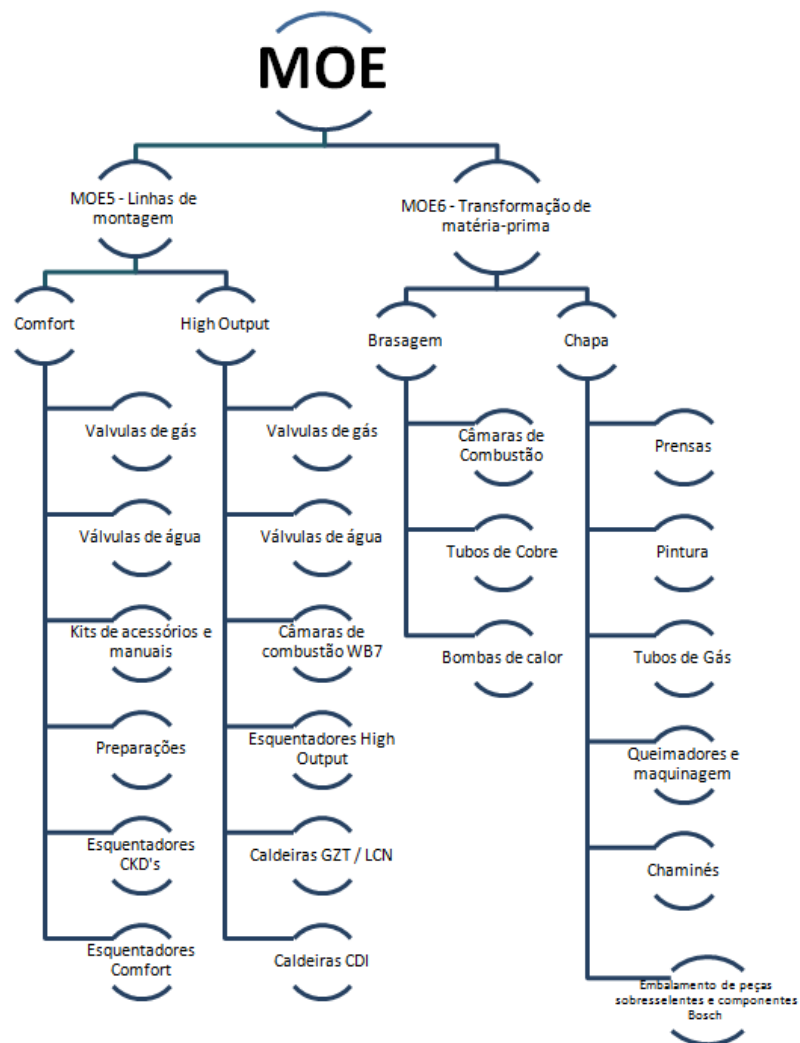 MOE
MOE5 - Linhas de
montagem
MOE6 - Transformação de
matéria-prima
Comfort
High Output
Brasagem
Chapa
Valvulas de gás
Válvulas de água
Kits de acessórios e
manuais
Preparações
Esquentadores
CKD's
Esquentadores
Comfort
Valvulas de gás
Válvulas de água
Câmaras de
combustão WB7
Esquentadores High
Output
Caldeiras GZT / LCN
Caldeiras CDI
Câmaras de
Combustão
Tubos de Cobre
Bombas de calor
Prensas
Pintura
Tubos de Gás
Queimadores e
maquinagem
Chaminés
Embalamento de peças
sobresselentes e componentes
Bosch